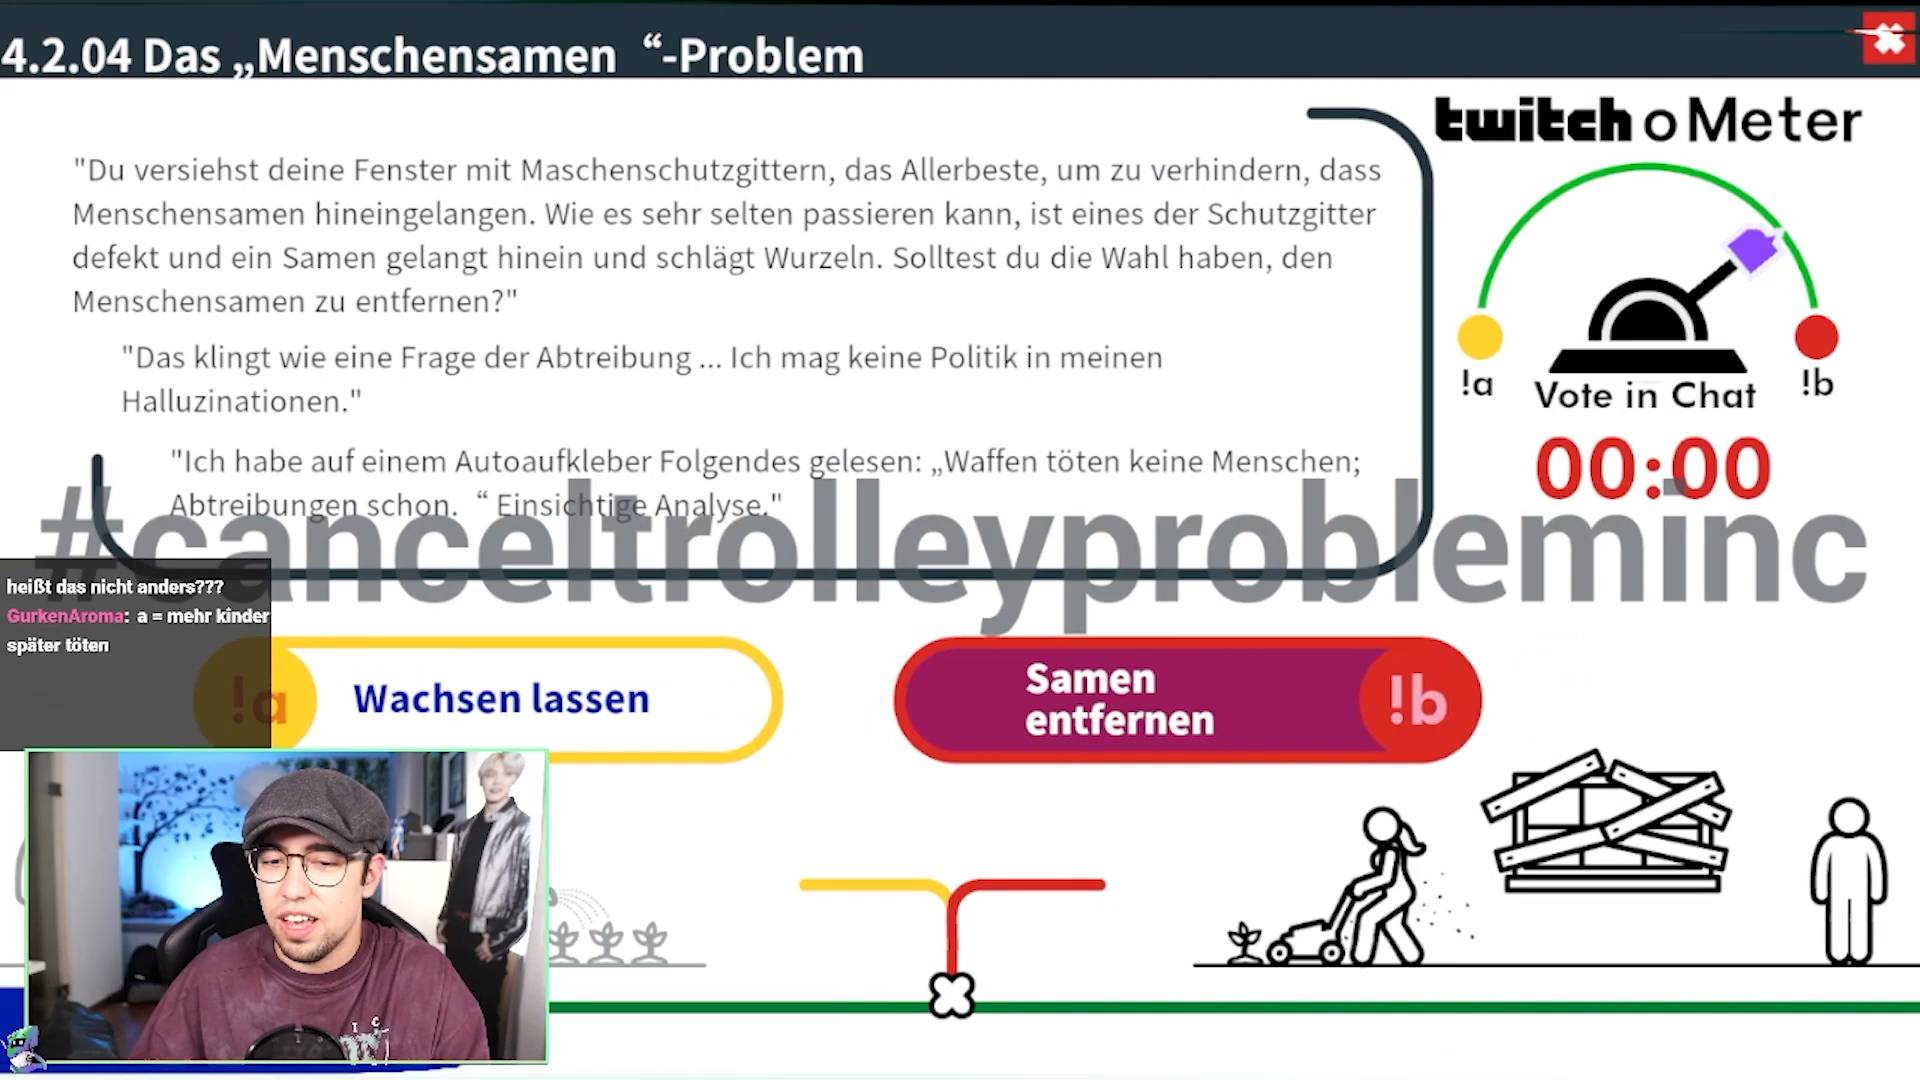 4.2.04 Das „Menschensamen “-Problem
"Du versiehst deine Fenster mit Maschenschutzgittern, das Allerbeste, um zu verhindern, dass
Menschensamen hineingelangen. Wie es sehr selten passieren kann, ist eines der Schutzgitter
defekt und ein Samen gelangt hinein und schlägt Wurzeln. Solltest du die Wahl haben, den
Menschensamen zu entfernen?"
"Das klingt wie eine Frage der Abtreibung ... Ich mag keine Politik in meinen
Halluzinationen."
"Ich habe auf einem Autoaufkleber Folgendes gelesen: „Waffen töten keine Menschen;
Abtreibungen schon. “ Einsichtige Analyse."
twitch o Meter
!a
!b
Vote in Chat
00:00
#canceltrolleyprobleminc
heißt das nicht anders???
GurkenAroma: a = mehr kinder
später töten
!a
Wachsen lassen
Samen
entfernen
!b